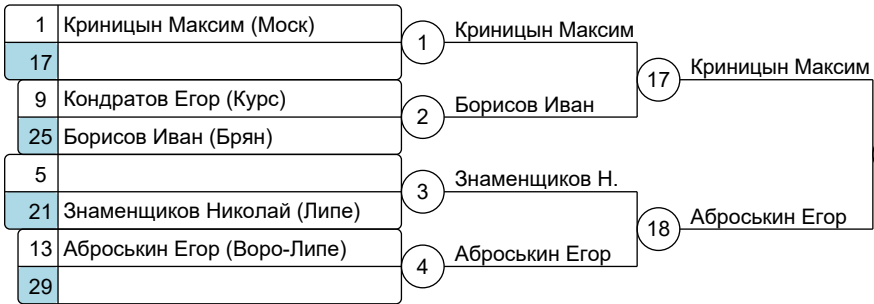 1 Криницын Максим (Моск)
17
9 Кондратов Егор (Курс)
25 Борисов Иван (Брян)
5
21 Знаменщиков Николай (Липе)
13 Аброськин Егор (Воро-Липе)
29
1 Криницын Максим
2 Борисов Иван
3 Знаменщиков Н.
4 Аброськин Егор
17 Криницын Максим
18 Аброськин Егор